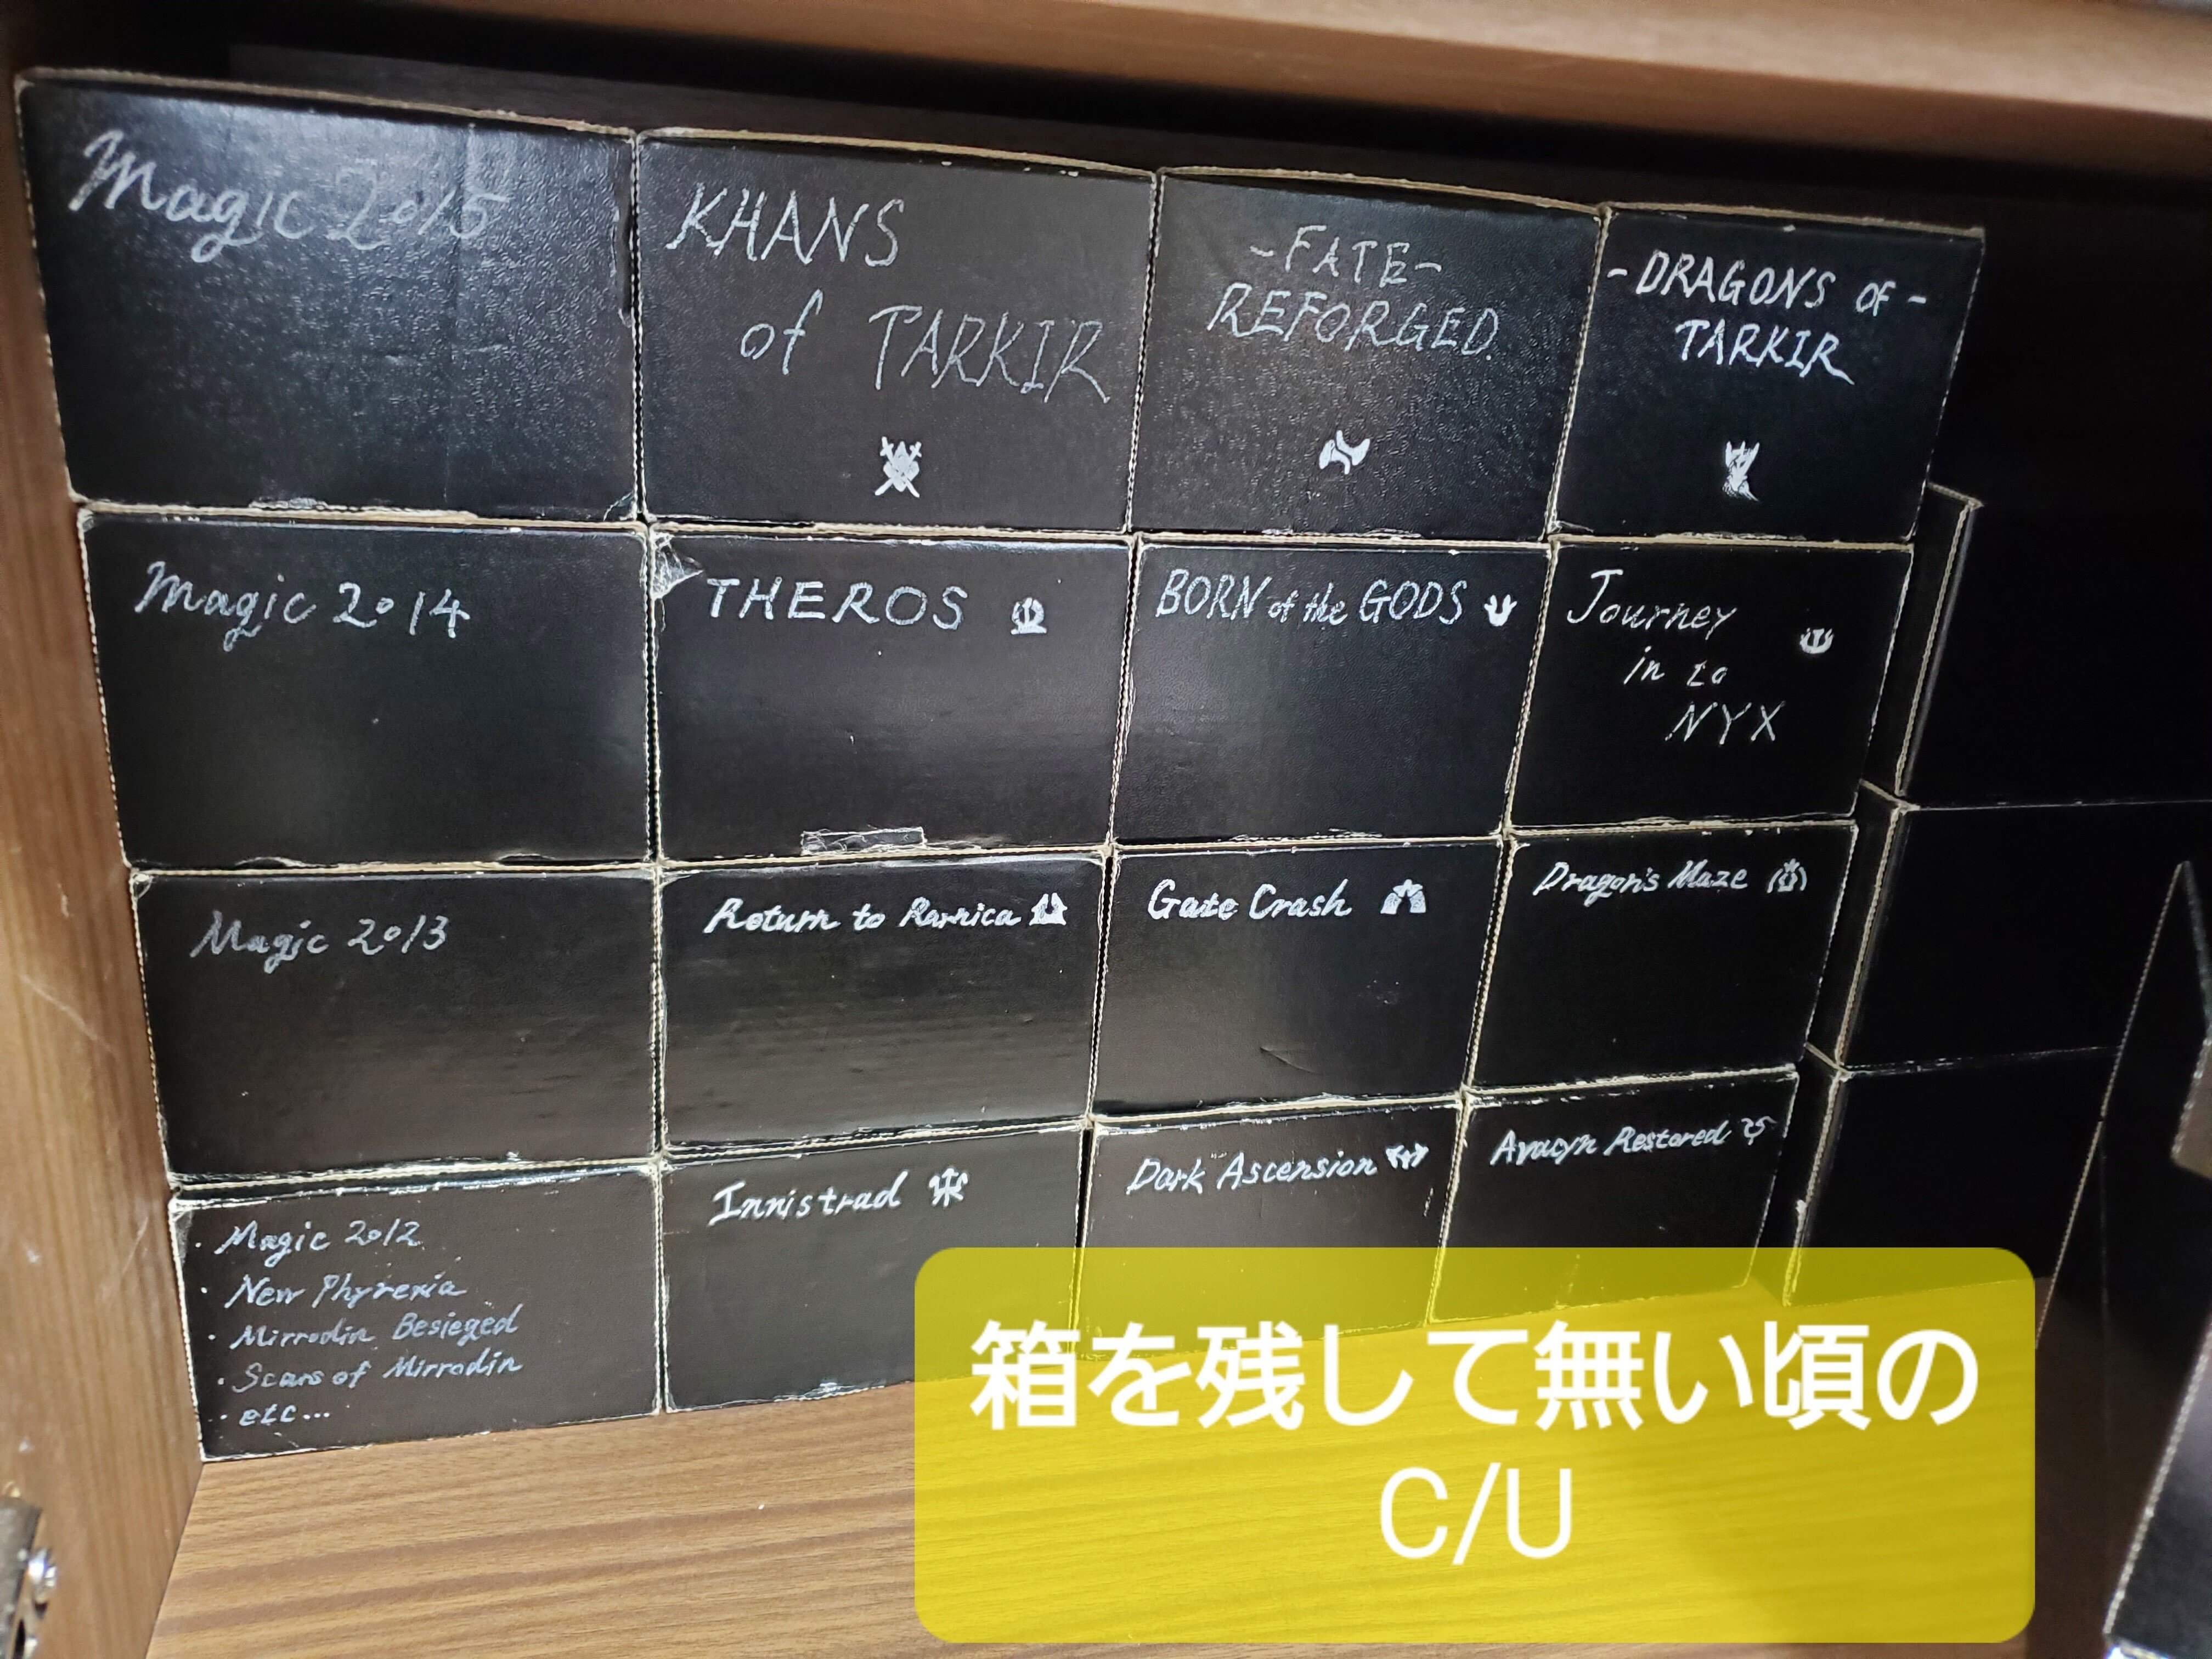 Magic 2015
KHANS
of TARKIR
-FATE-
REFORGED.
-DRAGONS OF-
TARKIR
Magic 2014
THEROS
BORN of the GODS
Journey
in to
NYX
Magic 2013
Return to Ravnica
Gate Crash
Dragon's Maze
· Magic 2012
· New Phyrexia
· Mirrodin Besieged
· Scars of Mirrodin
· etc...
Innistrad
Dark Ascension
Avacyn Restored
箱を残して無い頃の
C/U